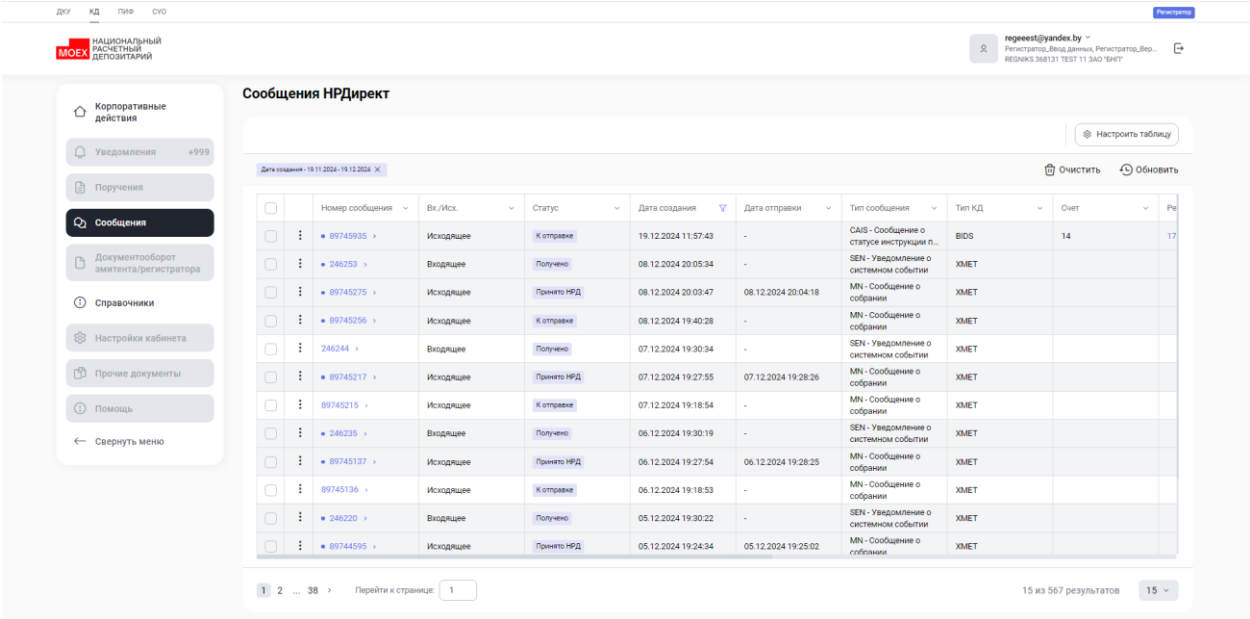 ДКУ КД ПИФ СУО Регистратор
MOEX НАЦИОНАЛЬНЫЙ РАСЧЕТНЫЙ ДЕПОЗИТАРИЙ
regeeest@yandex.by
Регистратор_Ввод данных, Регистратор_Вер...
REGNIKS 368131 TEST 11 ЗАО "БНП"
Корпоративные
действия
Уведомления +999
Поручения
Сообщения
Документооборот
эмитента/регистратора
Справочники
Настройки кабинета
Прочие документы
Помощь
Свернуть меню
Сообщения НРДирект
Настроить таблицу
Дата создания - 19.11.2024 - 19.12.2024
Очистить Обновить
Номер сообщения Вх./Исх. Статус Дата создания Дата отправки Тип сообщения Тип КД Счет Ре
89745935 Исходящее К отправке 19.12.2024 11:57:43 - CAIS - Сообщение о статусе инструкции п... BIDS 14 17
246253 Входящее Получено 08.12.2024 20:05:34 - SEN - Уведомление о системном событии XMET
89745275 Исходящее Принято НРД 08.12.2024 20:03:47 08.12.2024 20:04:18 MN - Сообщение о собрании XMET
89745256 Исходящее К отправке 08.12.2024 19:40:28 - MN - Сообщение о собрании XMET
246244 Входящее Получено 07.12.2024 19:30:34 - SEN - Уведомление о системном событии XMET
89745217 Исходящее Принято НРД 07.12.2024 19:27:55 07.12.2024 19:28:26 MN - Сообщение о собрании XMET
89745215 Исходящее К отправке 07.12.2024 19:18:54 - MN - Сообщение о собрании XMET
246235 Входящее Получено 06.12.2024 19:30:19 - SEN - Уведомление о системном событии XMET
89745137 Исходящее Принято НРД 06.12.2024 19:27:54 06.12.2024 19:28:25 MN - Сообщение о собрании XMET
89745136 Исходящее К отправке 06.12.2024 19:18:53 - MN - Сообщение о собрании XMET
246220 Входящее Получено 05.12.2024 19:30:22 - SEN - Уведомление о системном событии XMET
89744595 Исходящее Принято НРД 05.12.2024 19:24:34 05.12.2024 19:25:02 MN - Сообщение о собрании XMET
1 2 ... 38 Перейти к странице: 1 15 из 567 результатов 15